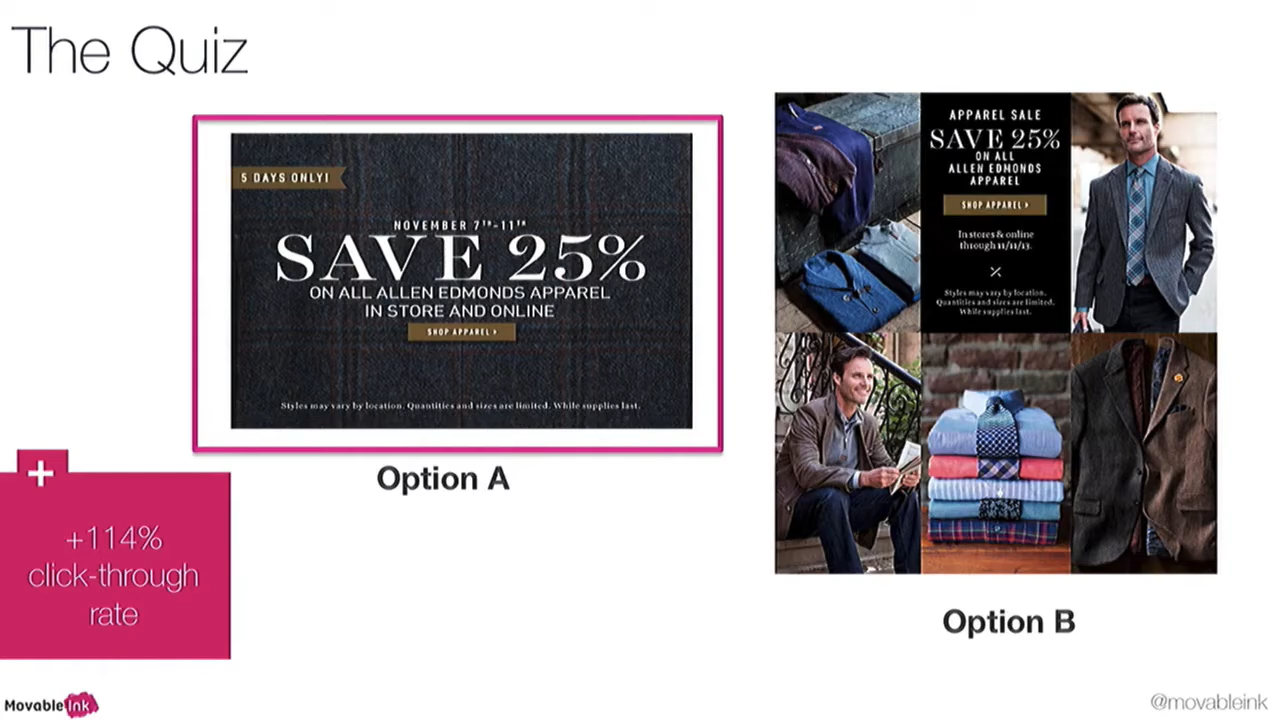 The Quiz
5 DAYS ONLY!
NOVEMBER 7TH-11TH
SAVE 25%
ON ALL ALLEN EDMONDS APPAREL
IN STORE AND ONLINE
SHOP APPAREL ›
Styles may vary by location. Quantities and sizes are limited. While supplies last.
Option A
APPAREL SALE
SAVE 25%
ON ALL
ALLEN EDMONDS
APPAREL
SHOP APPAREL ›
In stores & online
through 11/11/13.
Styles may vary by location.
Quantities and sizes are limited.
While supplies last.
Option B
+
+114%
click-through
rate
Movable Ink
@movableink